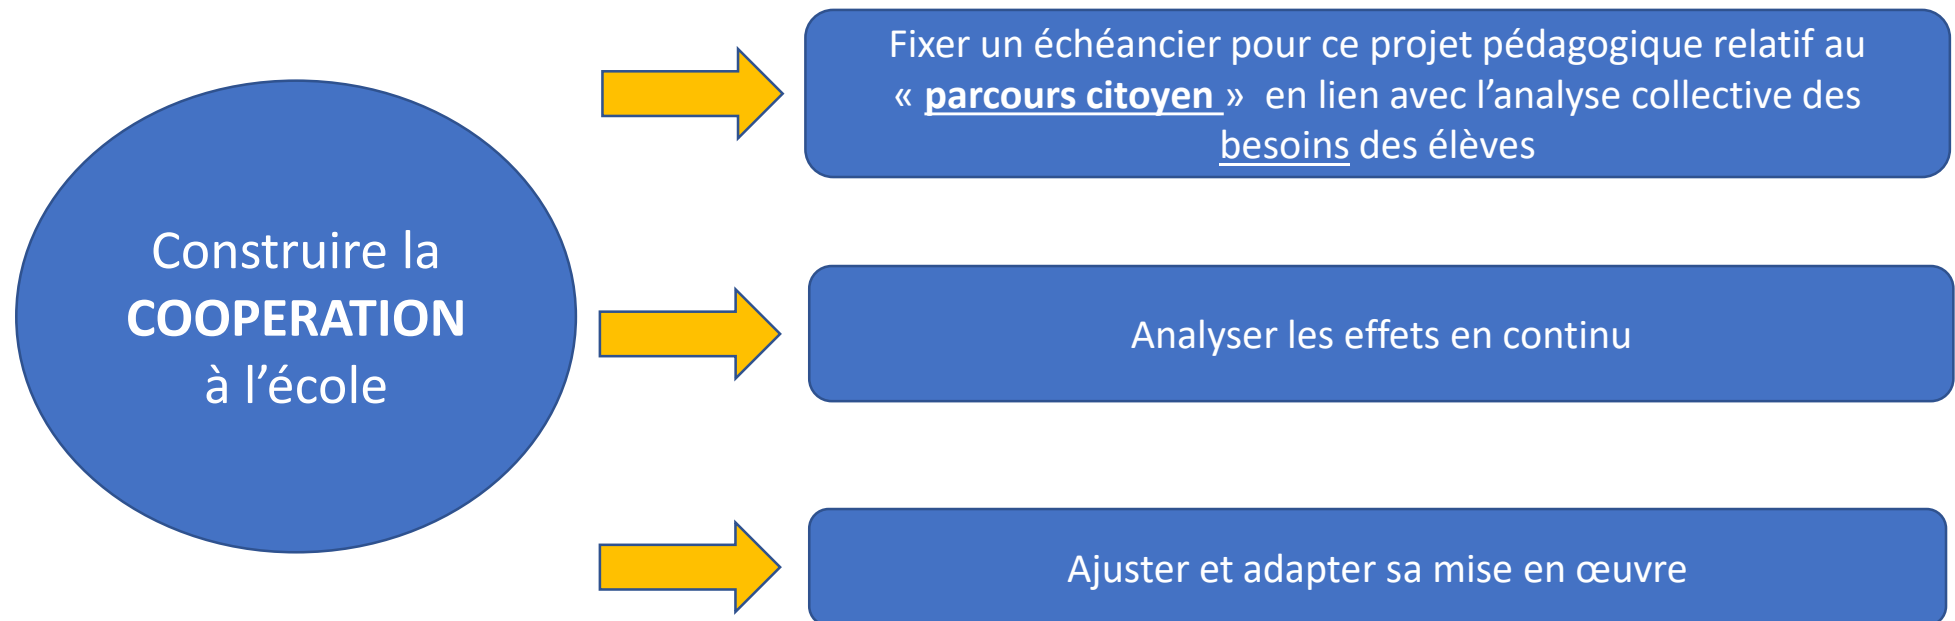 Construire la
COOPERATION
à l’école
Fixer un échéancier pour ce projet pédagogique relatif au
« parcours citoyen » en lien avec l’analyse collective des
besoins des élèves
Analyser les effets en continu
Ajuster et adapter sa mise en œuvre